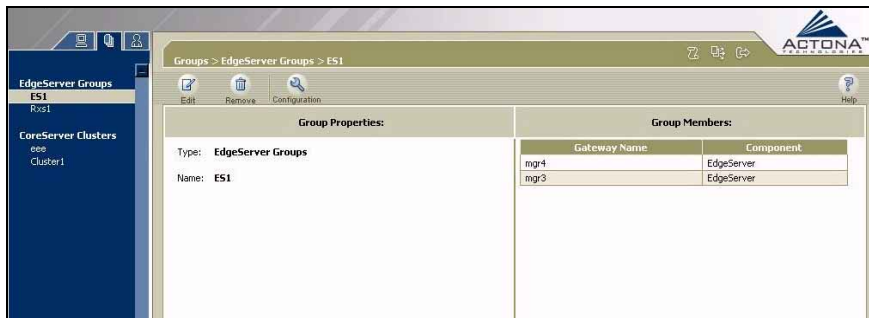 ACTONA™
TECHNOLOGIES
Groups > EdgeServer Groups > ES1
EdgeServer Groups
ES1
Rxs1
CoreServer Clusters
eee
Cluster1
Edit Remove Configuration Help
Group Properties: Group Members:
Type: EdgeServer Groups
Name: ES1
Gateway Name Component
mgr4 EdgeServer
mgr3 EdgeServer